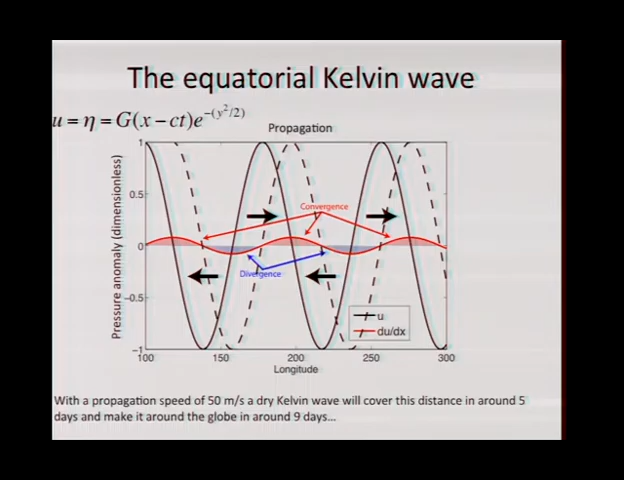 The equatorial Kelvin wave
u = η = G(x − ct)e^−(y²/2)
Propagation
Pressure anomaly (dimensionless)
1
0.5
0
−0.5
−1
Convergence
Divergence
u
du/dx
100 150 200 250 300
Longitude
With a propagation speed of 50 m/s a dry Kelvin wave will cover this distance in around 5
days and make it around the globe in around 9 days…